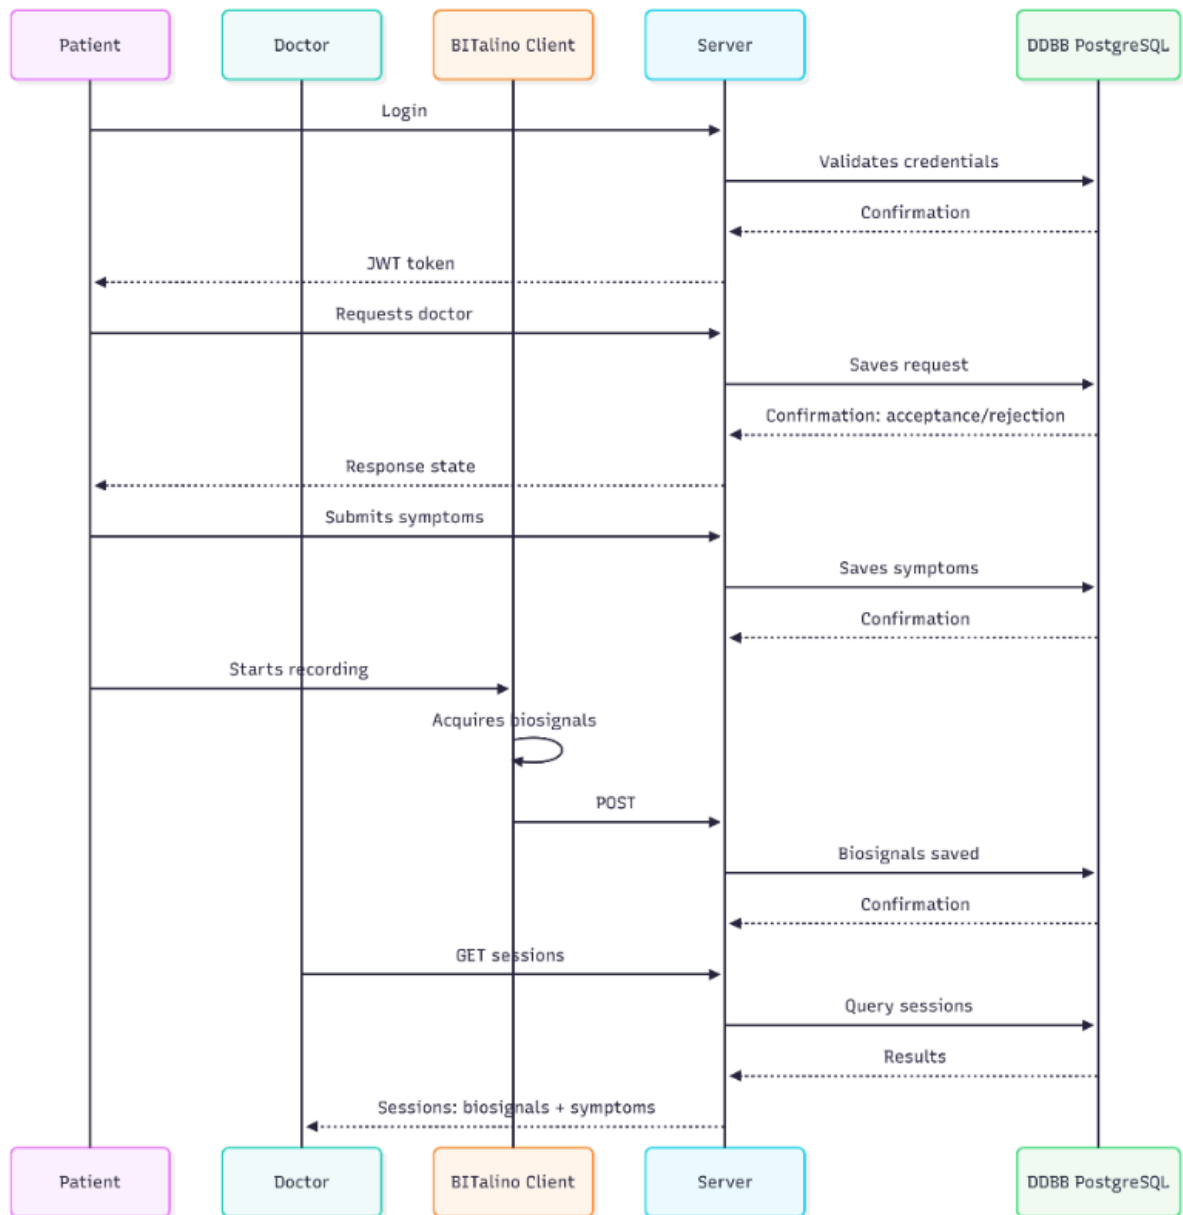 Patient
Doctor
BITalino Client
Server
DDBB PostgreSQL
Login
Validates credentials
Confirmation
JWT token
Requests doctor
Saves request
Confirmation: acceptance/rejection
Response state
Submits symptoms
Saves symptoms
Confirmation
Starts recording
Acquires biosignals
POST
Biosignals saved
Confirmation
GET sessions
Query sessions
Results
Sessions: biosignals + symptoms
Patient
Doctor
BITalino Client
Server
DDBB PostgreSQL